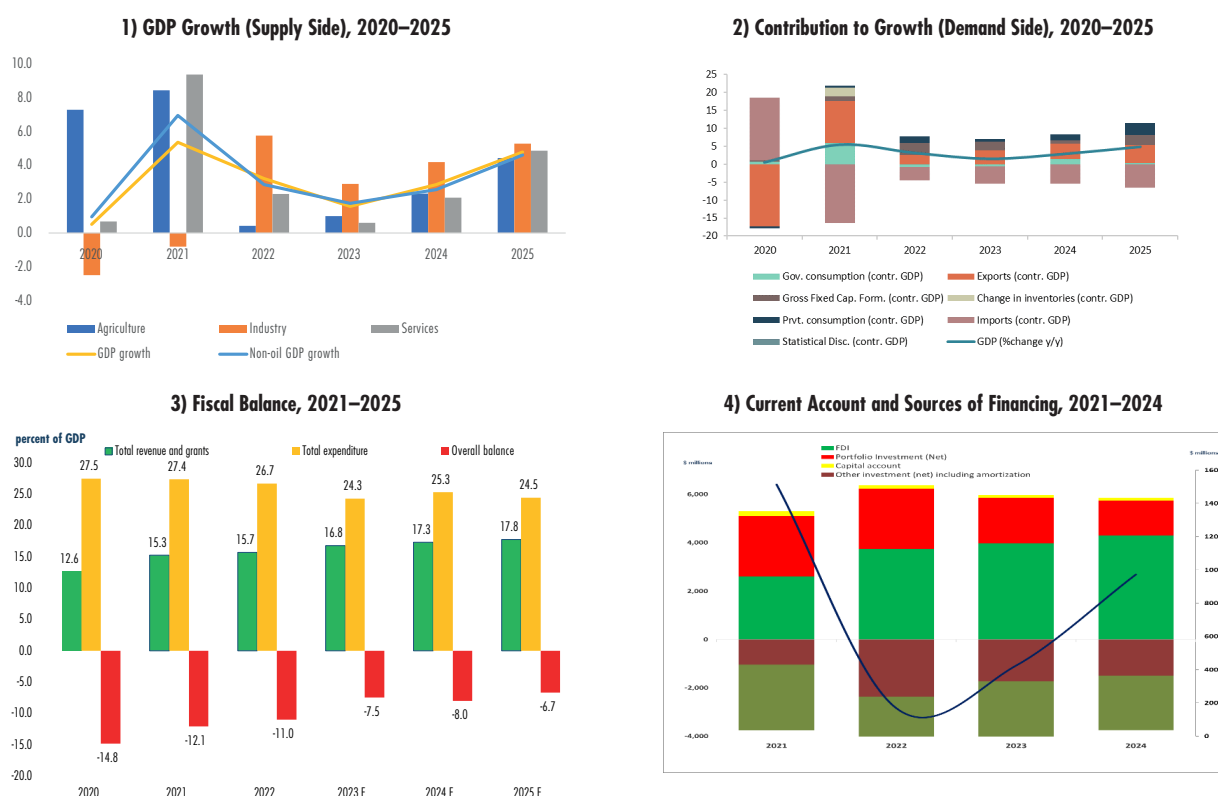 1) GDP Growth (Supply Side), 2020–2025
10.0
8.0
6.0
4.0
2.0
0.0
-2.0
-4.0
2020 2021 2022 2023 2024 2025
Agriculture Industry Services
GDP growth Non-oil GDP growth
2) Contribution to Growth (Demand Side), 2020–2025
25
20
15
10
5
0
-5
-10
-15
-20
2020 2021 2022 2023 2024 2025
Gov. consumption (contr. GDP) Exports (contr. GDP)
Gross Fixed Cap. Form. (contr. GDP) Change in inventories (contr. GDP)
Prvt. consumption (contr. GDP) Imports (contr. GDP)
Statistical Disc. (contr. GDP) GDP (%change y/y)
3) Fiscal Balance, 2021–2025
percent of GDP
Total revenue and grants Total expenditure Overall balance
30.0
25.0
20.0
15.0
10.0
5.0
0.0
-5.0
-10.0
-15.0
-20.0
27.5 27.4 26.7 24.3 25.3 24.5
12.6 15.3 15.7 16.8 17.3 17.8
-14.8 -12.1 -11.0 -7.5 -8.0 -6.7
2020 2021 2022 2023 E 2024 E 2025 E
4) Current Account and Sources of Financing, 2021–2024
FDI
Portfolio Investment (Net)
Capital account
Other investment (net) including amortization
$ millions
6,000
4,000
2,000
0
-2,000
-4,000
2021 2022 2023 2024
$ millions
0